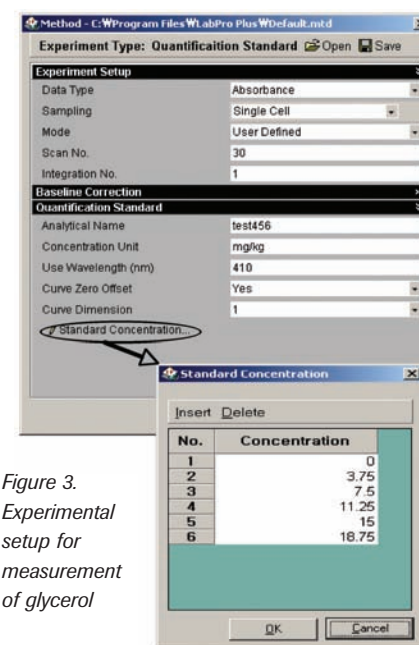 Method - C:₩Program Files₩LabPro Plus₩Default.mtd
Experiment Type: Quantificaition Standard Open Save
Experiment Setup
Data Type Absorbance
Sampling Single Cell
Mode User Defined
Scan No. 30
Integration No. 1
Baseline Correction
Quantification Standard
Analytical Name test456
Concentration Unit mg/kg
Use Wavelength (nm) 410
Curve Zero Offset Yes
Curve Dimension 1
Standard Concentration...
Standard Concentration
Insert Delete
No. Concentration
1 0
2 3.75
3 7.5
4 11.25
5 15
6 18.75
OK Cancel
Figure 3.
Experimental
setup for
measurement
of glycerol